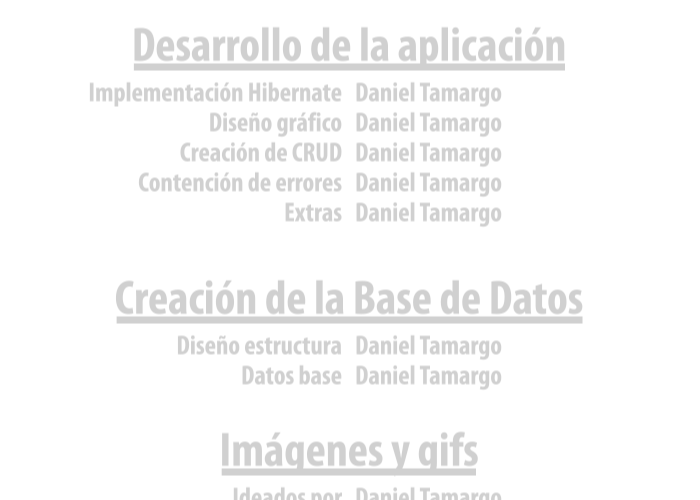 Desarrollo de la aplicación
Implementación Hibernate Daniel Tamargo
Diseño gráfico Daniel Tamargo
Creación de CRUD Daniel Tamargo
Contención de errores Daniel Tamargo
Extras Daniel Tamargo
Creación de la Base de Datos
Diseño estructura Daniel Tamargo
Datos base Daniel Tamargo
Imágenes y gifs
Ideados por Daniel Tamargo